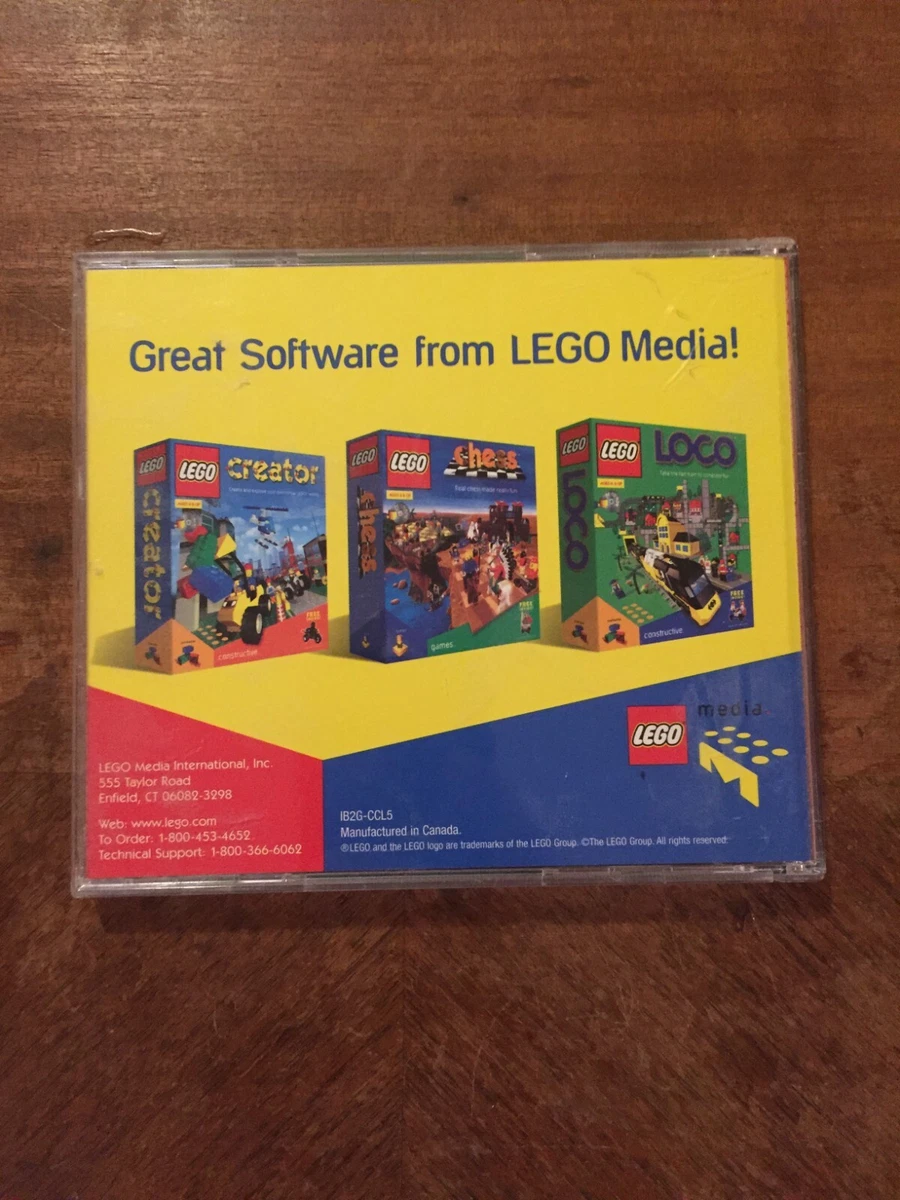 Great Software from LEGO Media!
LEGO
LEGO
creator
creator
constructive
FREE
LEGO
LEGO
chess
chess
games
FREE
LEGO
LEGO
LOCO
LOCO
constructive
FREE
LEGO
media
LEGO Media International, Inc.
555 Taylor Road
Enfield, CT 06082-3298
Web: www.lego.com
To Order: 1-800-453-4652
Technical Support: 1-800-366-6062
IB2G-CCL5
Manufactured in Canada.
®LEGO and the LEGO logo are trademarks of the LEGO Group. ©The LEGO Group. All rights reserved.